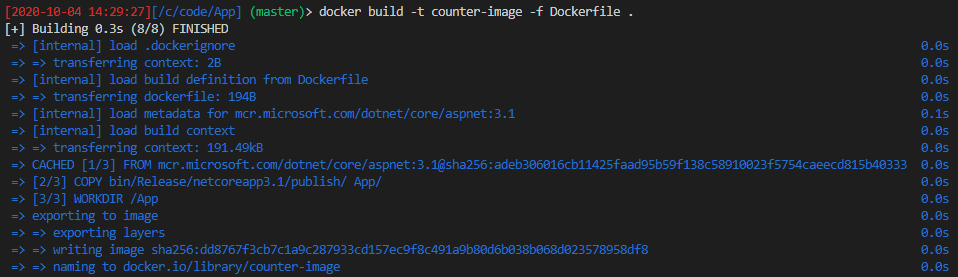 [2020-10-04 14:29:27][/c/code/App] (master)> docker build -t counter-image -f Dockerfile .
[+] Building 0.3s (8/8) FINISHED
=> [internal] load .dockerignore 0.0s
=> => transferring context: 2B 0.0s
=> [internal] load build definition from Dockerfile 0.0s
=> => transferring dockerfile: 194B 0.0s
=> [internal] load metadata for mcr.microsoft.com/dotnet/core/aspnet:3.1 0.1s
=> [internal] load build context 0.0s
=> => transferring context: 191.49kB 0.0s
=> CACHED [1/3] FROM mcr.microsoft.com/dotnet/core/aspnet:3.1@sha256:adeb306016cb11425faad95b59f138c58910023f5754caeecd815b40333 0.0s
=> [2/3] COPY bin/Release/netcoreapp3.1/publish/ App/ 0.0s
=> [3/3] WORKDIR /App 0.0s
=> exporting to image 0.0s
=> => exporting layers 0.0s
=> => writing image sha256:dd8767f3cb7c1a9c287933cd157ec9f8c491a9b80d6b038b068d023578958df8 0.0s
=> => naming to docker.io/library/counter-image 0.0s